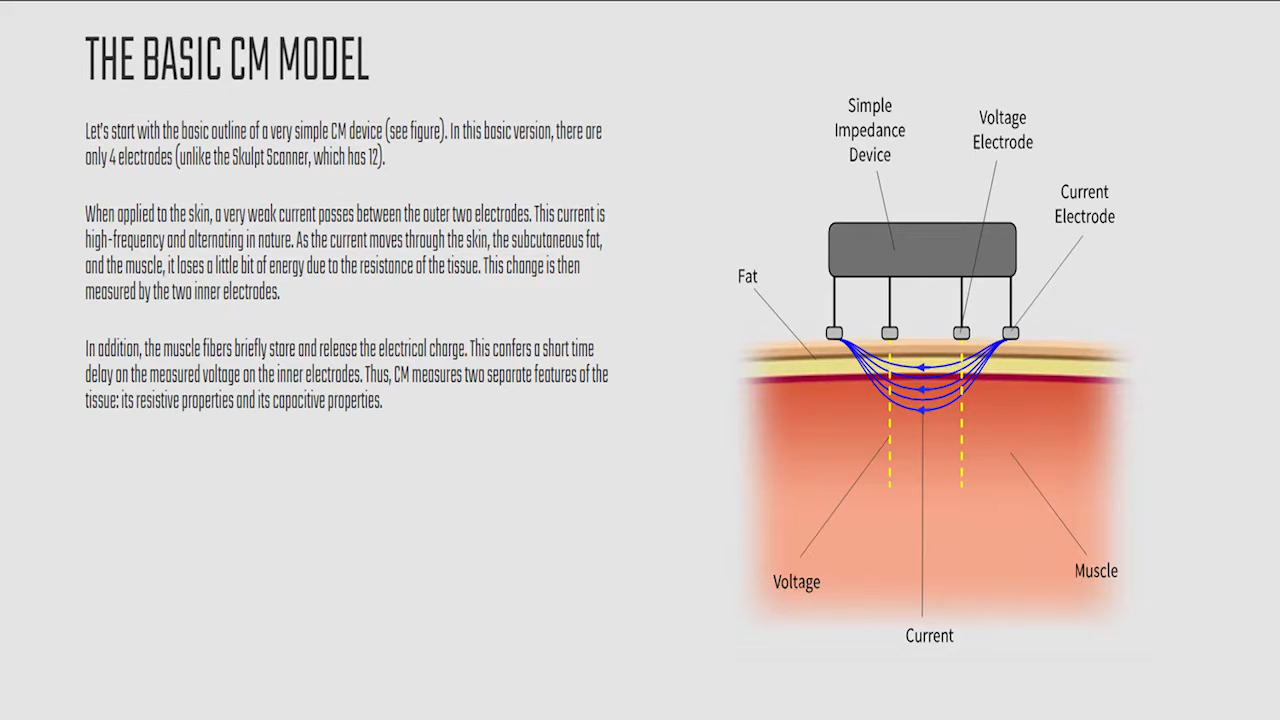 THE BASIC CM MODEL
Let's start with the basic outline of a very simple CM device (see figure). In this basic version, there are
only 4 electrodes (unlike the Skulpt Scanner, which has 12).
When applied to the skin, a very weak current passes between the outer two electrodes. This current is
high-frequency and alternating in nature. As the current moves through the skin, the subcutaneous fat,
and the muscle, it loses a little bit of energy due to the resistance of the tissue. This change is then
measured by the two inner electrodes.
In addition, the muscle fibers briefly store and release the electrical charge. This confers a short time
delay on the measured voltage on the inner electrodes. Thus, CM measures two separate features of the
tissue: its resistive properties and its capacitive properties.
Simple
Impedance
Device
Voltage
Electrode
Current
Electrode
Fat
Voltage
Muscle
Current